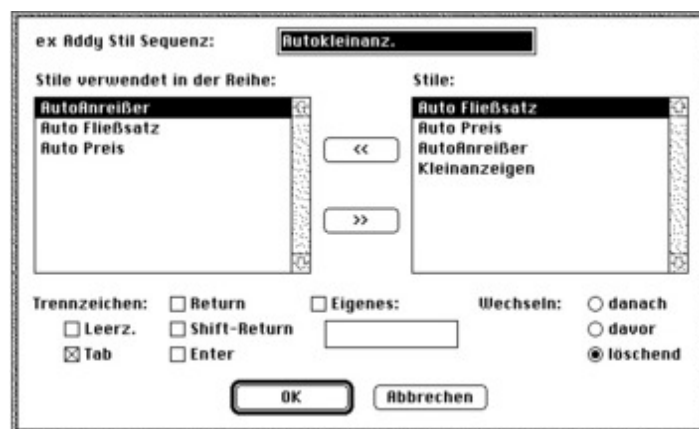 ex Addy Stil Sequenz: Autokleinanz.
Stile verwendet in der Reihe: Stile:
AutoAnreißer
Auto Fließsatz
Auto Preis
<<
>>
Auto Fließsatz
Auto Preis
AutoAnreißer
Kleinanzeigen
Trennzeichen: Return Eigenes: Wechseln: danach
Leerz. Shift-Return davor
Tab Enter löschend
OK Abbrechen